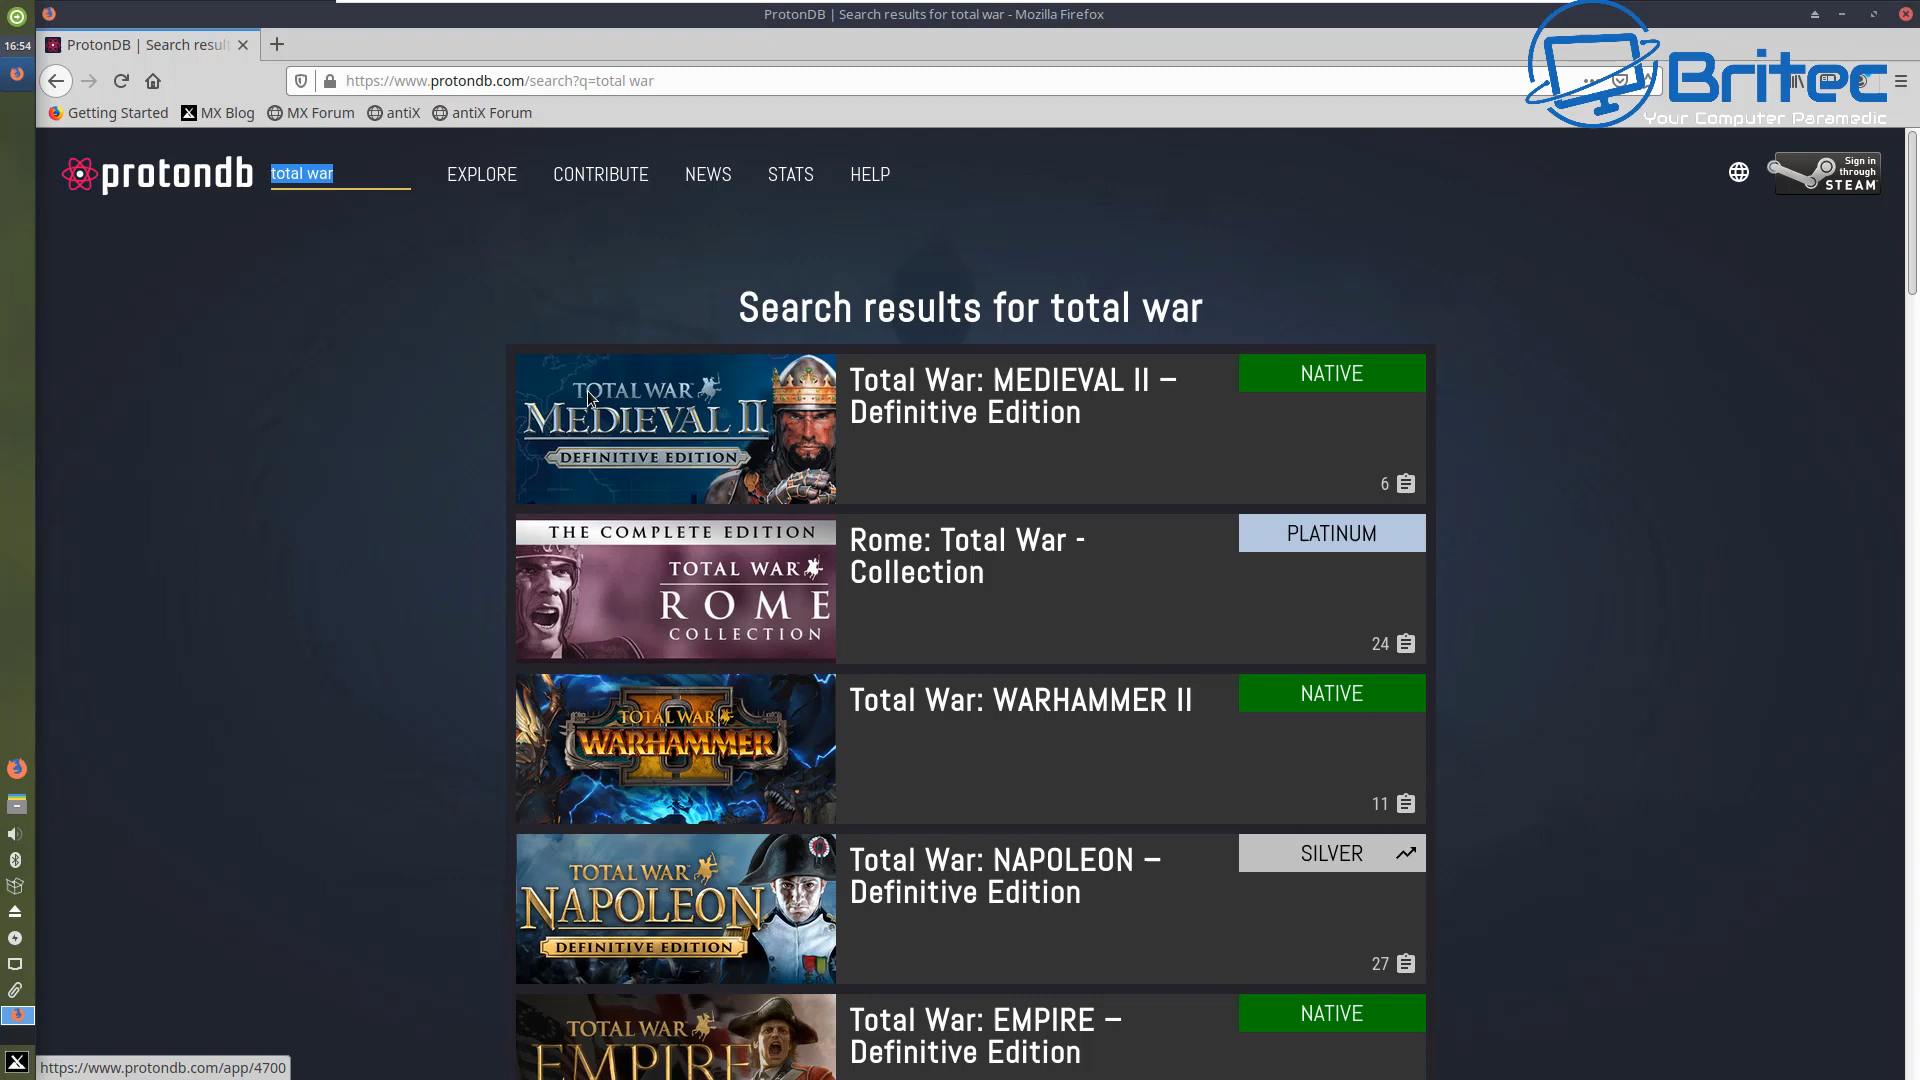 ProtonDB | Search results for total war - Mozilla Firefox
16:54
ProtonDB | Search result
https://www.protondb.com/search?q=total war
Getting Started
MX Blog
MX Forum
antiX
antiX Forum
Britec
Your Computer Paramedic
protondb
total war
EXPLORE
CONTRIBUTE
NEWS
STATS
HELP
Sign in
through
STEAM
Search results for total war
TOTAL WAR
MEDIEVAL II
DEFINITIVE EDITION
Total War: MEDIEVAL II –
Definitive Edition
NATIVE
6
THE COMPLETE EDITION
TOTAL WAR
ROME
COLLECTION
Rome: Total War -
Collection
PLATINUM
24
TOTAL WAR
WARHAMMER
II
Total War: WARHAMMER II
NATIVE
11
TOTAL WAR
NAPOLEON
DEFINITIVE EDITION
Total War: NAPOLEON –
Definitive Edition
SILVER
27
TOTAL WAR
EMPIRE
Total War: EMPIRE –
Definitive Edition
NATIVE
https://www.protondb.com/app/4700